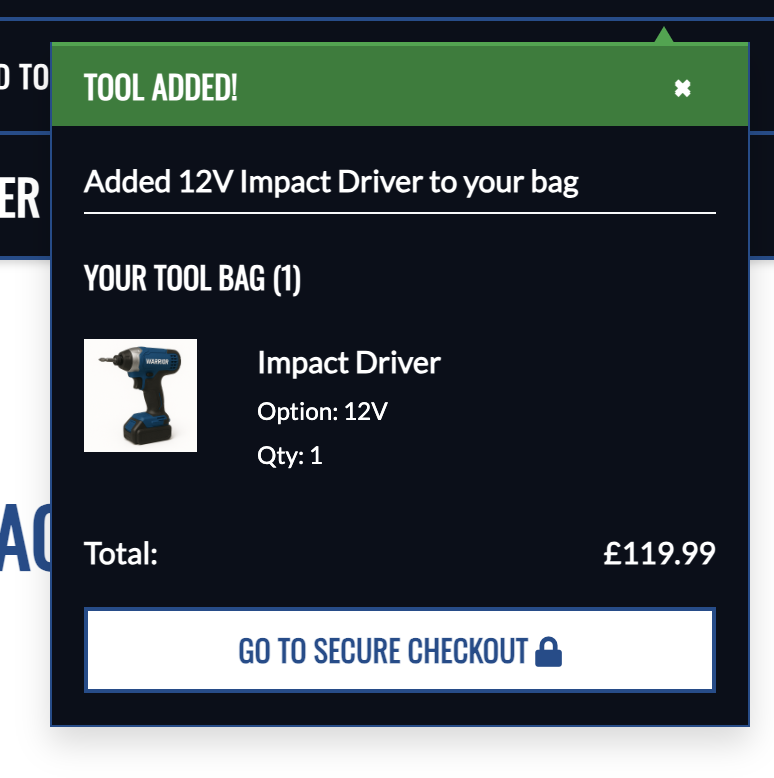 D TO
TOOL ADDED!
ER
Added 12V Impact Driver to your bag
YOUR TOOL BAG (1)
WARRIOR
Impact Driver
Option: 12V
Qty: 1
AC
Total:
£119.99
GO TO SECURE CHECKOUT